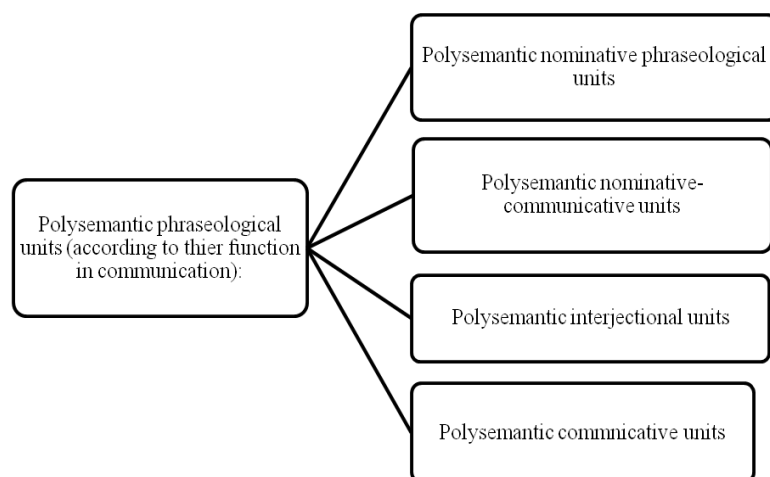 Polysemantic nominative phraseological
units
Polysemantic nominative-
communicative units
Polysemantic phraseological
units (according to thier function
in communication):
Polysemantic interjectional units
Polysemantic commnicative units